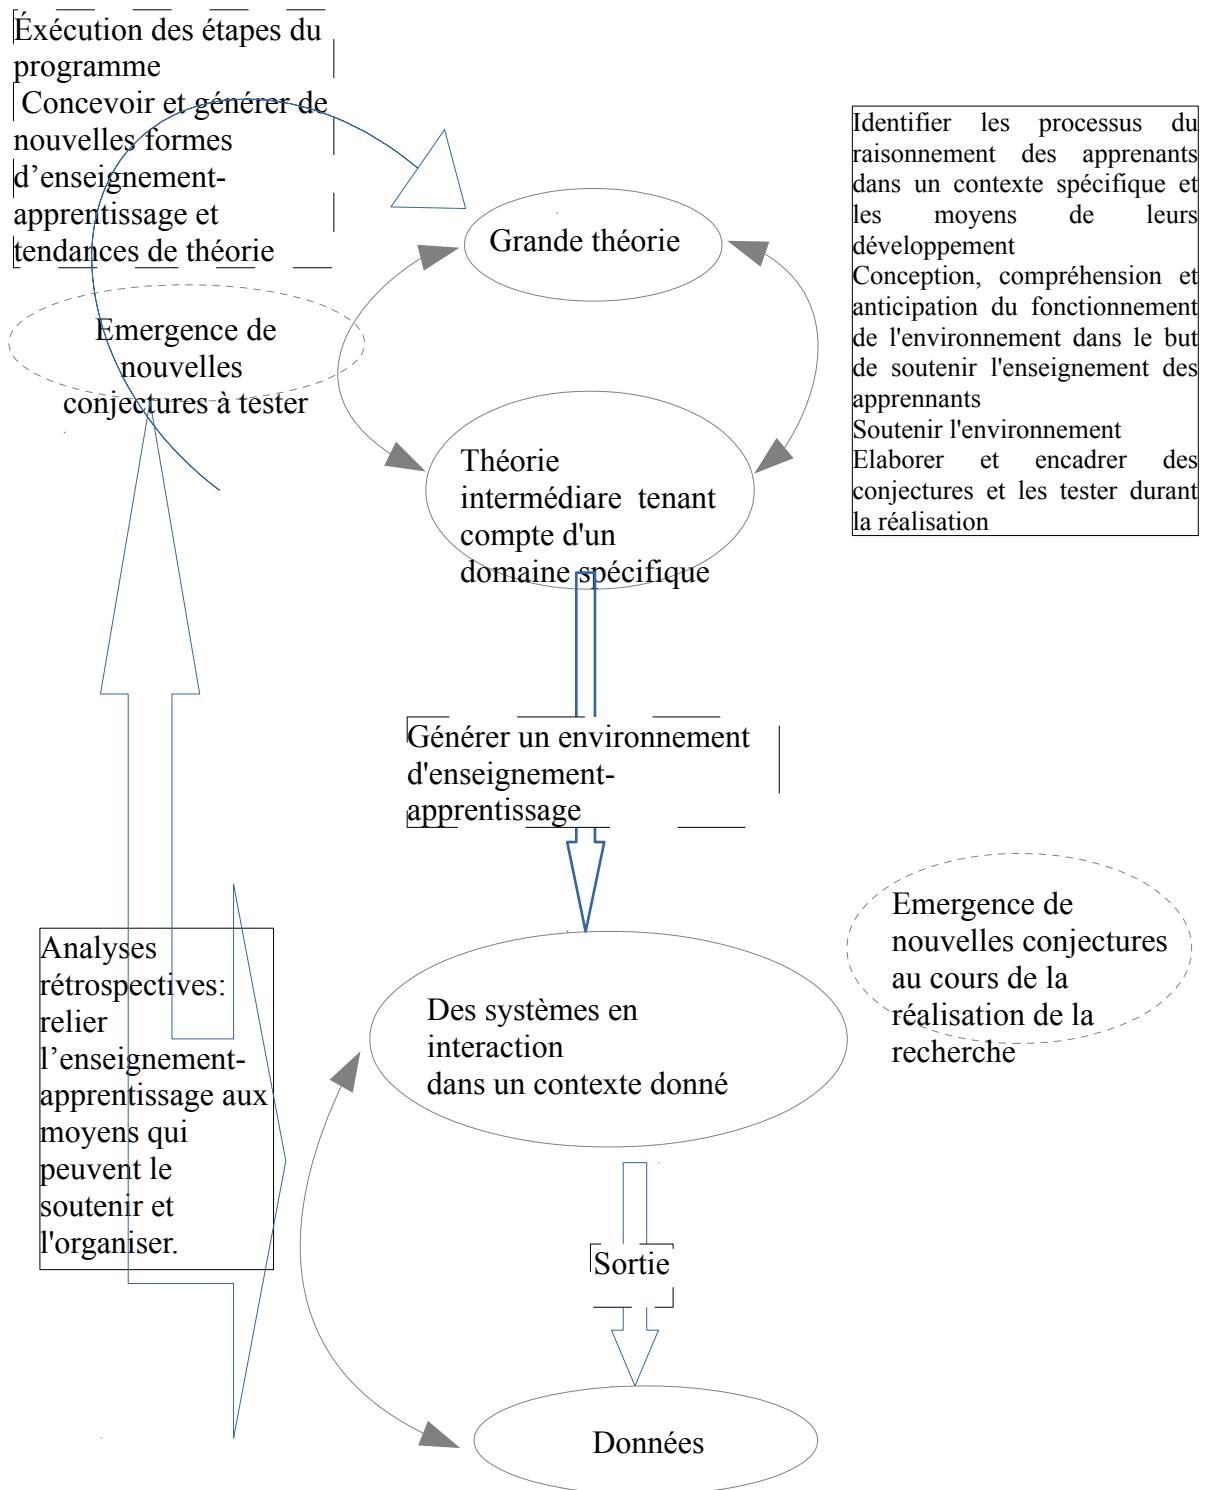 Éxécution des étapes du
programme
Concevoir et générer de
nouvelles formes
d’enseignement-
apprentissage et
tendances de théorie
Identifier les processus du
raisonnement des apprenants
dans un contexte spécifique et
les moyens de leurs
développement
Conception, compréhension et
anticipation du fonctionnement
de l'environnement dans le but
de soutenir l'enseignement des
apprennants
Soutenir l'environnement
Elaborer et encadrer des
conjectures et les tester durant
la réalisation
Grande théorie
Emergence de
nouvelles
conjectures à tester
Théorie
intermédiare tenant
compte d'un
domaine spécifique
Générer un environnement
d'enseignement-
apprentissage
Emergence de
nouvelles conjectures
au cours de la
réalisation de la
recherche
Analyses
rétrospectives:
relier
l’enseignement-
apprentissage aux
moyens qui
peuvent le
soutenir et
l'organiser.
Des systèmes en
interaction
dans un contexte donné
Sortie
Données